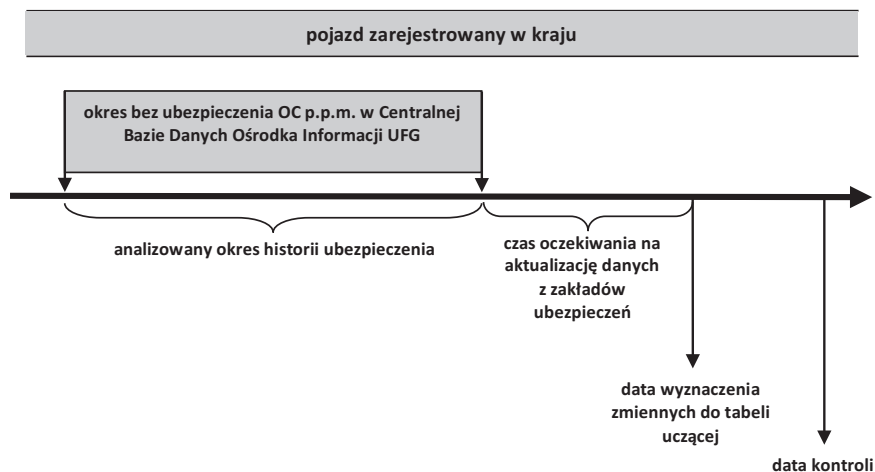 pojazd zarejestrowany w kraju
okres bez ubezpieczenia OC p.p.m. w Centralnej
Bazie Danych Ośrodka Informacji UFG
analizowany okres historii ubezpieczenia
czas oczekiwania na
aktualizację danych
z zakładów
ubezpieczeń
data wyznaczenia
zmiennych do tabeli
uczącej
data kontroli